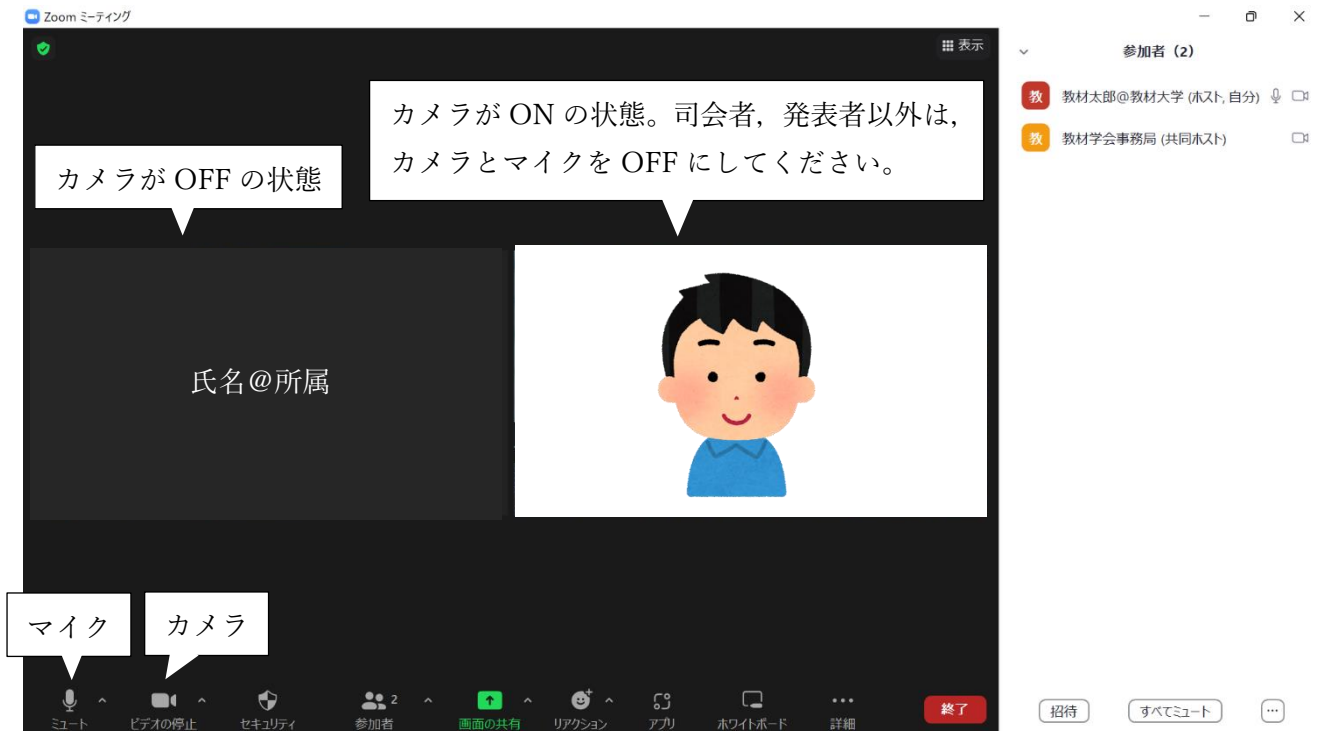 Zoom ミーティング
表示
参加者（2）
教 教材太郎@教材大学 (ホスト, 自分)
教 教材学会事務局 (共同ホスト)
カメラが ON の状態。司会者，発表者以外は，
カメラとマイクを OFF にしてください。
カメラが OFF の状態
氏名@所属
マイク
カメラ
ミュート
ビデオの停止
セキュリティ
2
参加者
画面の共有
リアクション
アプリ
ホワイトボード
詳細
終了
招待
すべてミュート